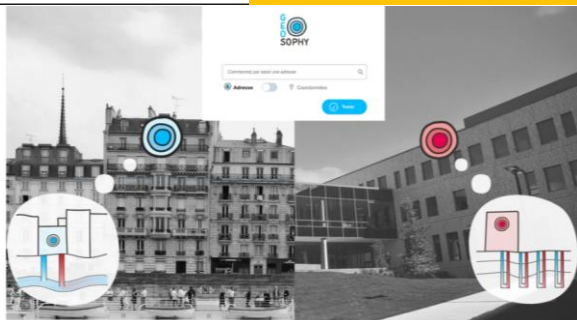 GEO
SOPHY
Commencez par saisir une adresse
Adresse
Coordonnées
Tester